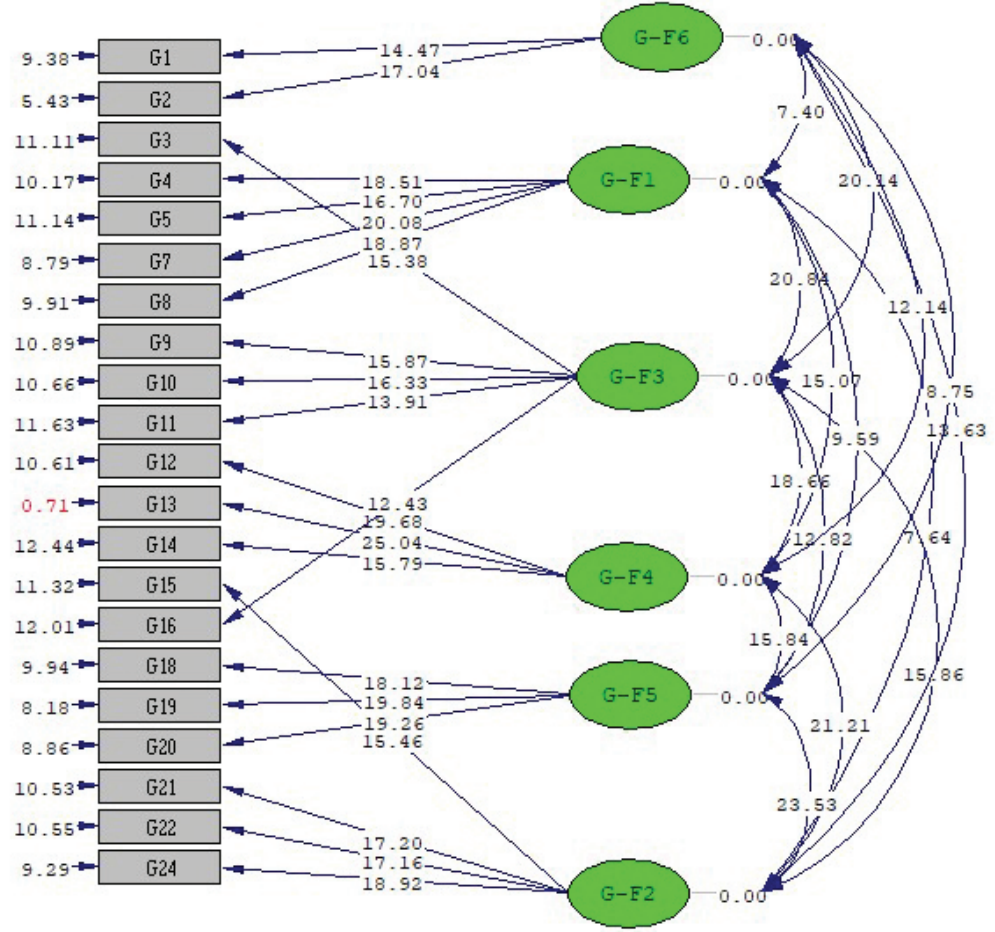 G-F6 0.00
9.38 G1 14.47
17.04
5.43 G2
7.40
11.11 G3
10.17 G4 18.51 G-F1 0.00 20.14
16.70
11.14 G5
20.08
18.87
8.79 G7 15.38
20.84
9.91 G8 12.14
10.89 G9 15.87
10.66 G10 16.33 G-F3 0.00 15.07
8.75
13.91
11.63 G11 13.63
9.59
10.61 G12
18.66
0.71 G13 12.43
19.68
12.44 G14 25.04 12.82 7.64
15.79
11.32 G15 G-F4 0.00
12.01 G16
15.84
9.94 G18
18.12 15.86
8.18 G19 19.84 G-F5 0.00
19.26
21.21
8.86 G20 15.46
10.53 G21
23.53
10.55 G22
17.20
17.16
9.29 G24 18.92
G-F2 0.00